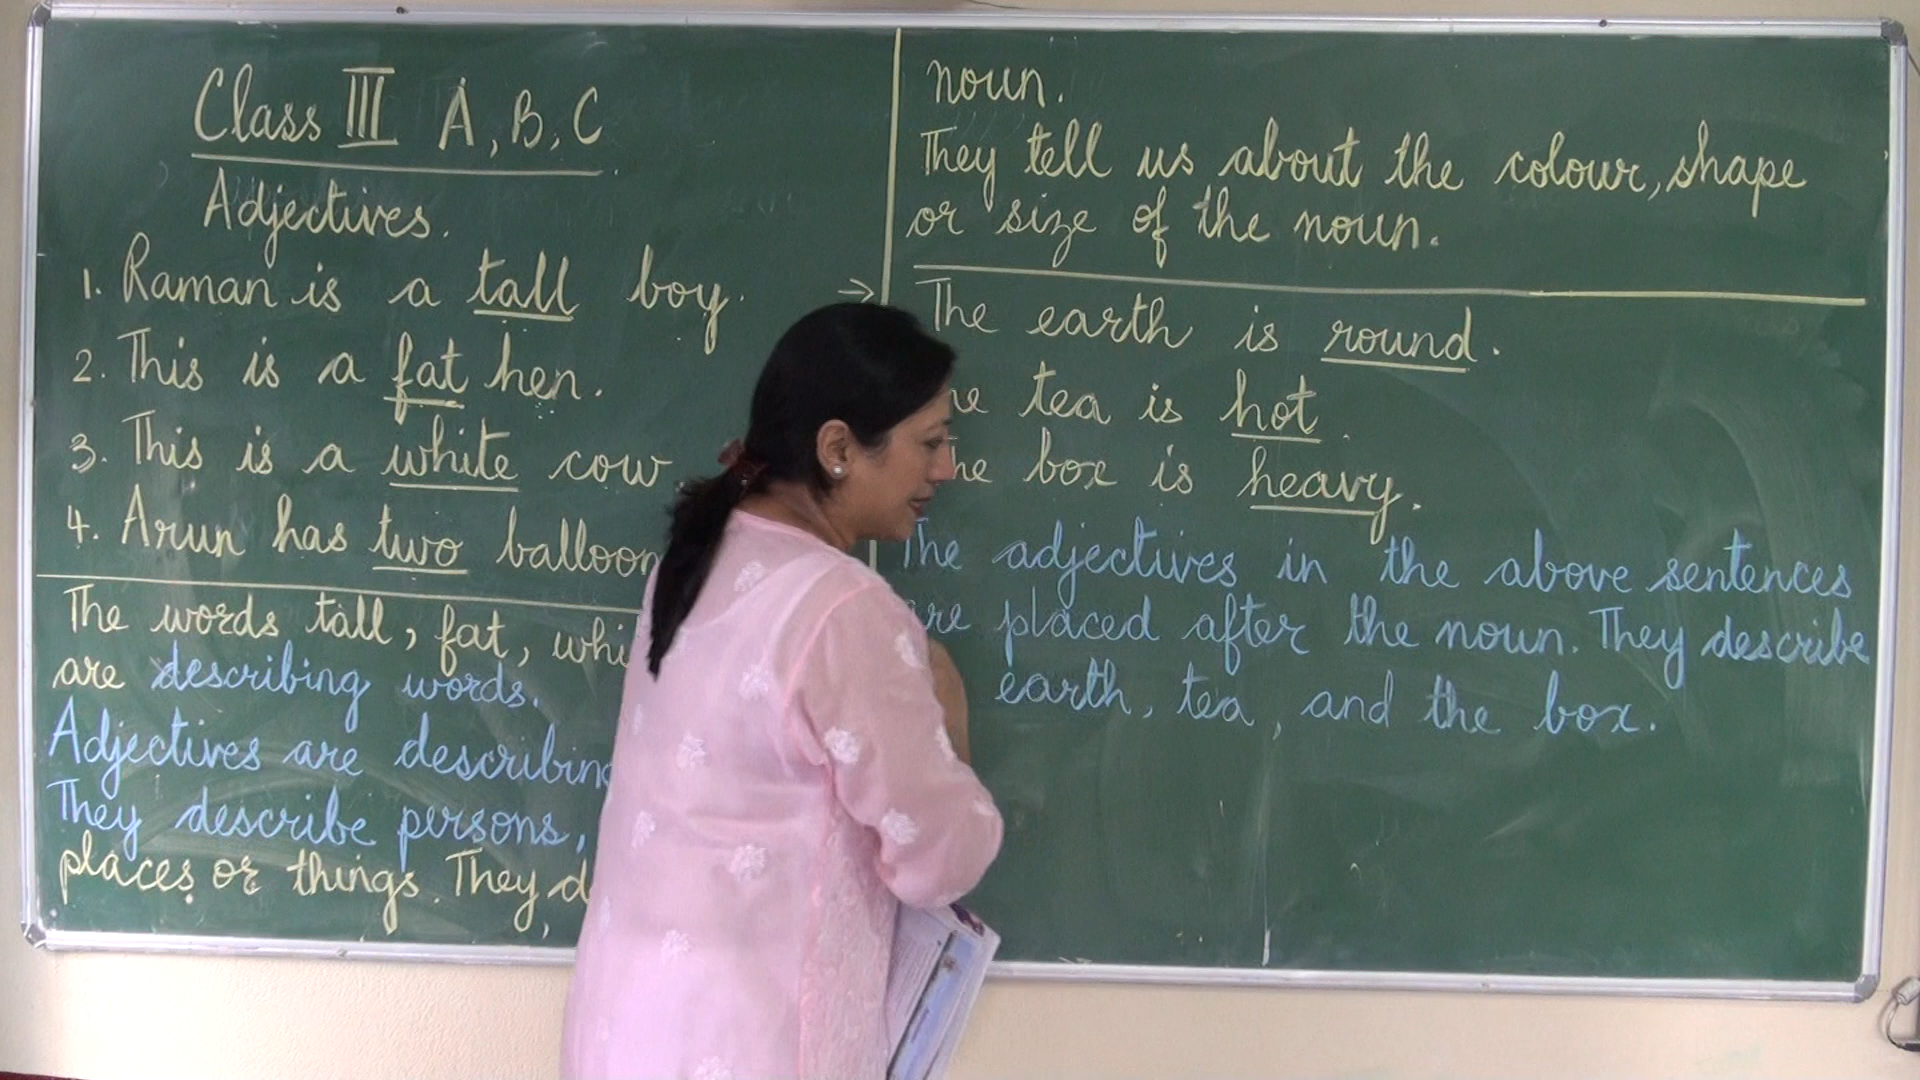 Class III A, B, C
Adjectives.
1. Raman is a tall boy.
2. This is a fat hen.
3. This is a white cow.
4. Arun has two
The words tall, fat,
are describing words.
Adjectives are
They describe persons,
places or things. They
noun.
They tell us about the colour, shape
or size of the noun.
→ The earth is round.
tea is hot.
box is heavy.
The adjectives in the above sentences
placed after the noun. They describe
earth, tea, and the box.